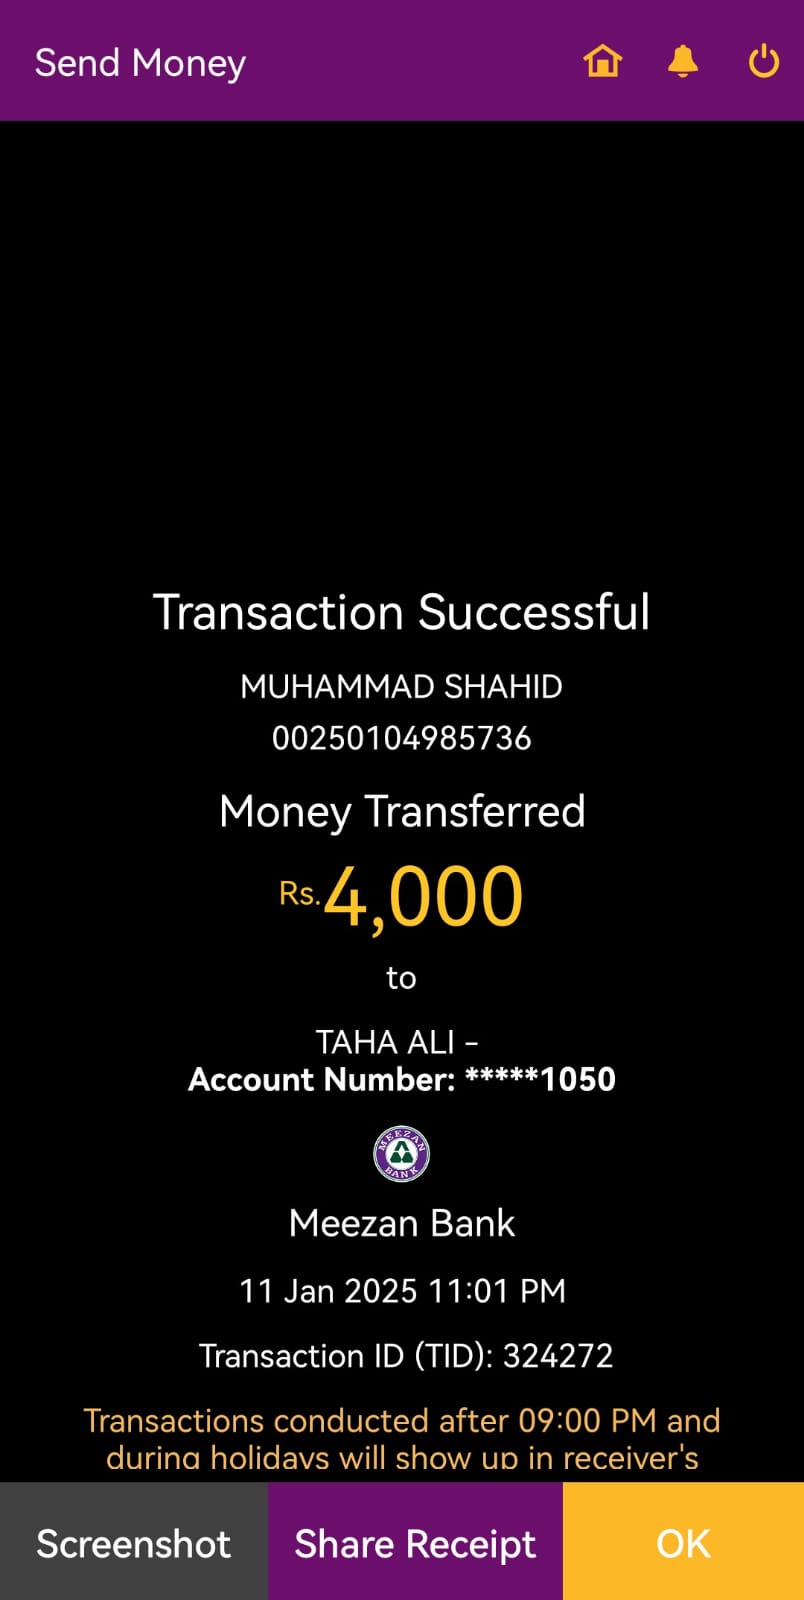 Send Money
Transaction Successful
MUHAMMAD SHAHID
00250104985736
Money Transferred
Rs.4,000
to
TAHA ALI -
Account Number: *****1050
MEEZAN
BANK
Meezan Bank
11 Jan 2025 11:01 PM
Transaction ID (TID): 324272
Transactions conducted after 09:00 PM and
during holidays will show up in receiver's
Screenshot Share Receipt OK